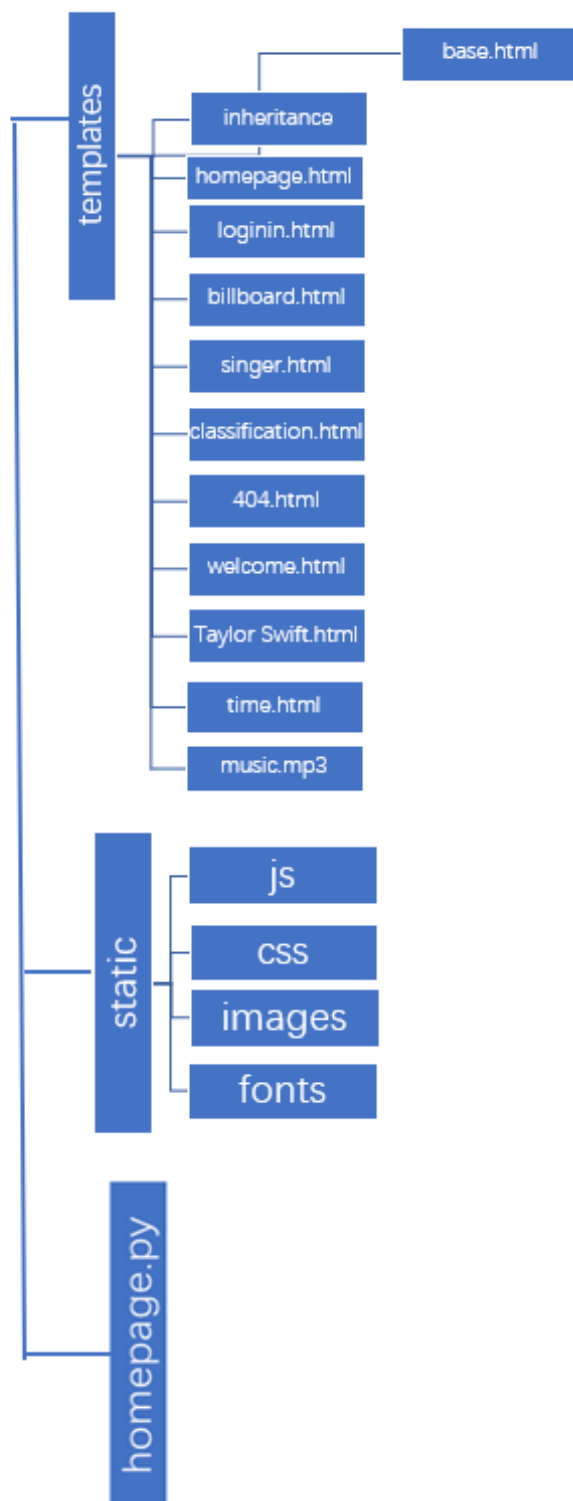 base.html
templates
inheritance
homepage.html
loginin.html
billboard.html
singer.html
classification.html
404.html
welcome.html
Taylor Swift.html
time.html
music.mp3
static
js
css
images
fonts
homepage.py